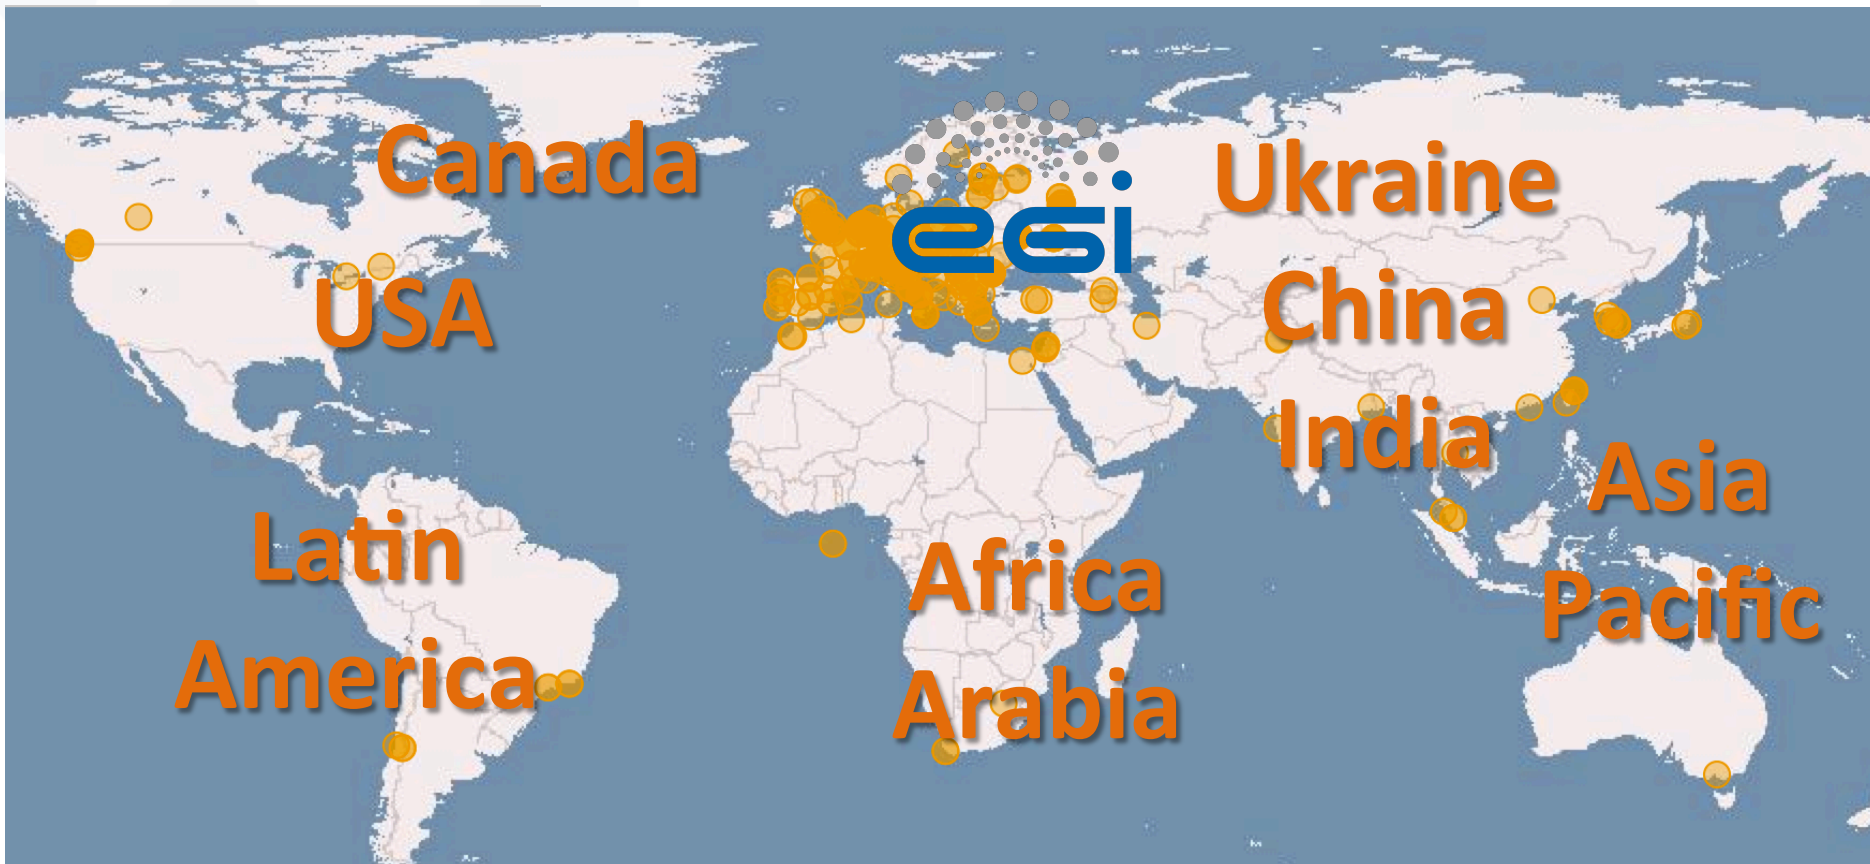 Canada
USA
Latin
America
egi
Africa
Arabia
Ukraine
China
India
Asia
Pacific